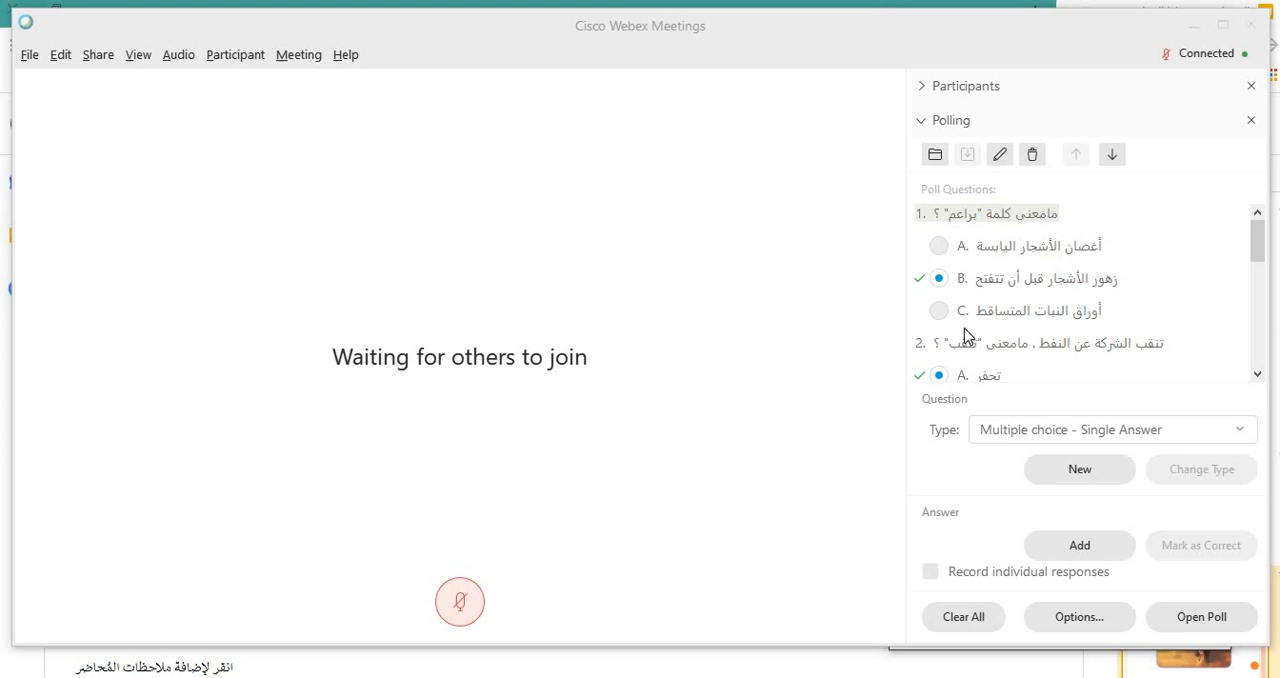 Cisco Webex Meetings
File Edit Share View Audio Participant Meeting Help
Connected
Participants
Polling
Poll Questions:
1. مامعنى كلمة "براعم" ؟
A. أغصان الأشجار اليابسة
B. زهور الأشجار قبل أن تتفتح
C. أوراق النبات المتساقط
2. تنقب الشركة عن النفط . مامعنى "تنقب" ؟
A. تحفر
Waiting for others to join
Question
Type: Multiple choice - Single Answer
New Change Type
Answer
Add Mark as Correct
Record individual responses
Clear All Options... Open Poll
انقر لإضافة ملاحظات المُحاضِر